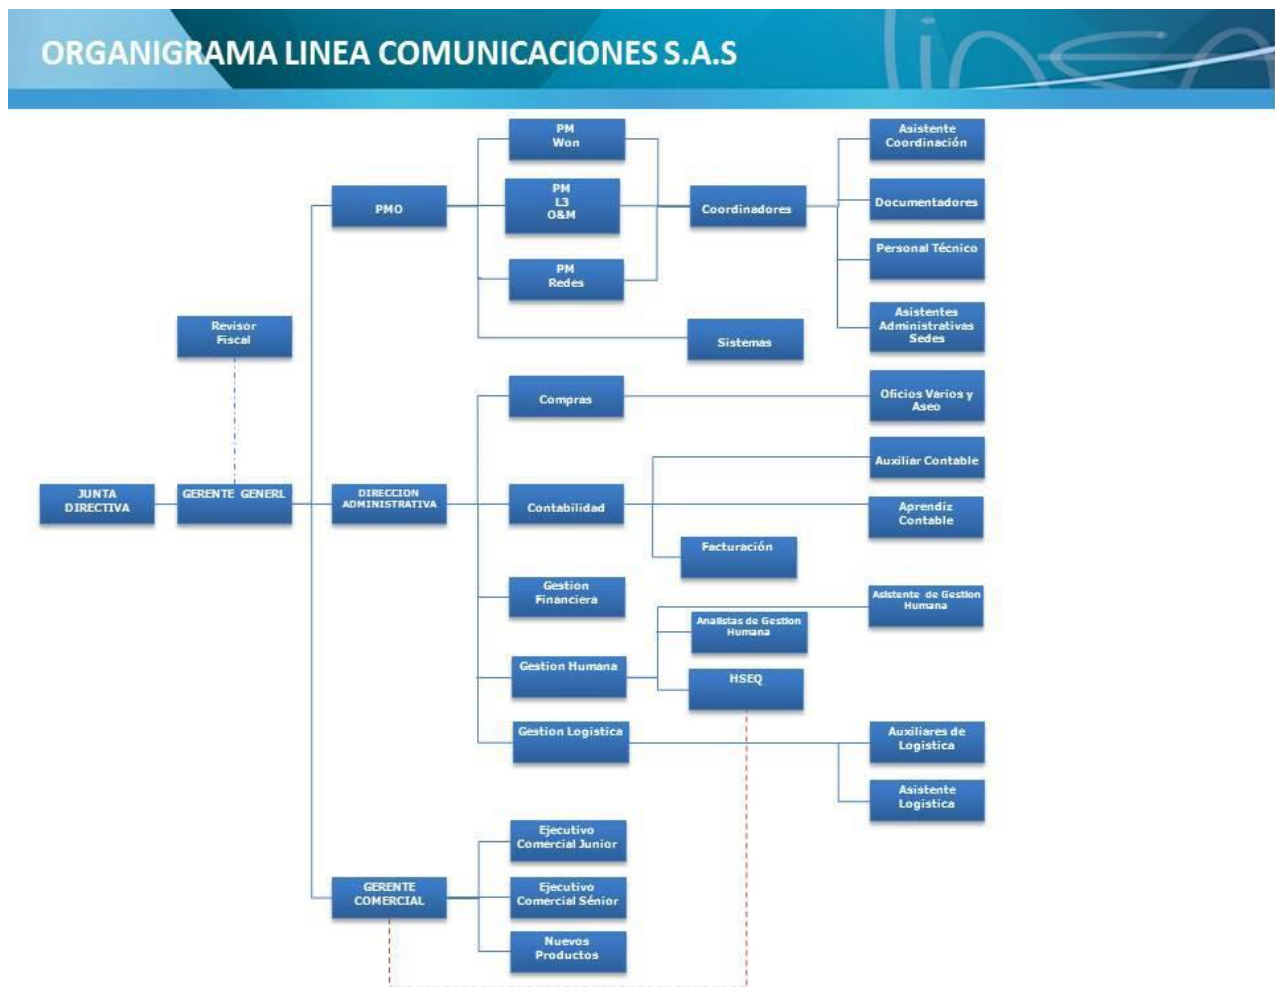 ORGANIGRAMA LINEA COMUNICACIONES S.A.S
LINEA
PM
Won
Asistente
Coordinación
PMO
PM
L3
O&M
Coordinadores
Documentadores
Personal Técnico
PM
Redes
Revisor
Fiscal
Sistemas
Asistentes
Administrativas
Sedes
Compras
Oficios Varios y
Aseo
Auxiliar Contable
JUNTA
DIRECTIVA
GERENTE GENERL
DIRECCION
ADMINISTRATIVA
Contabilidad
Aprendiz
Contable
Facturación
Gestion
Financiera
Asistente de Gestion
Humana
Analistas de Gestion
Humana
Gestion Humana
HSEQ
Gestion Logistica
Auxiliares de
Logistica
Asistente
Logistica
Ejecutivo
Comercial Junior
GERENTE
COMERCIAL
Ejecutivo
Comercial Sénior
Nuevos
Productos